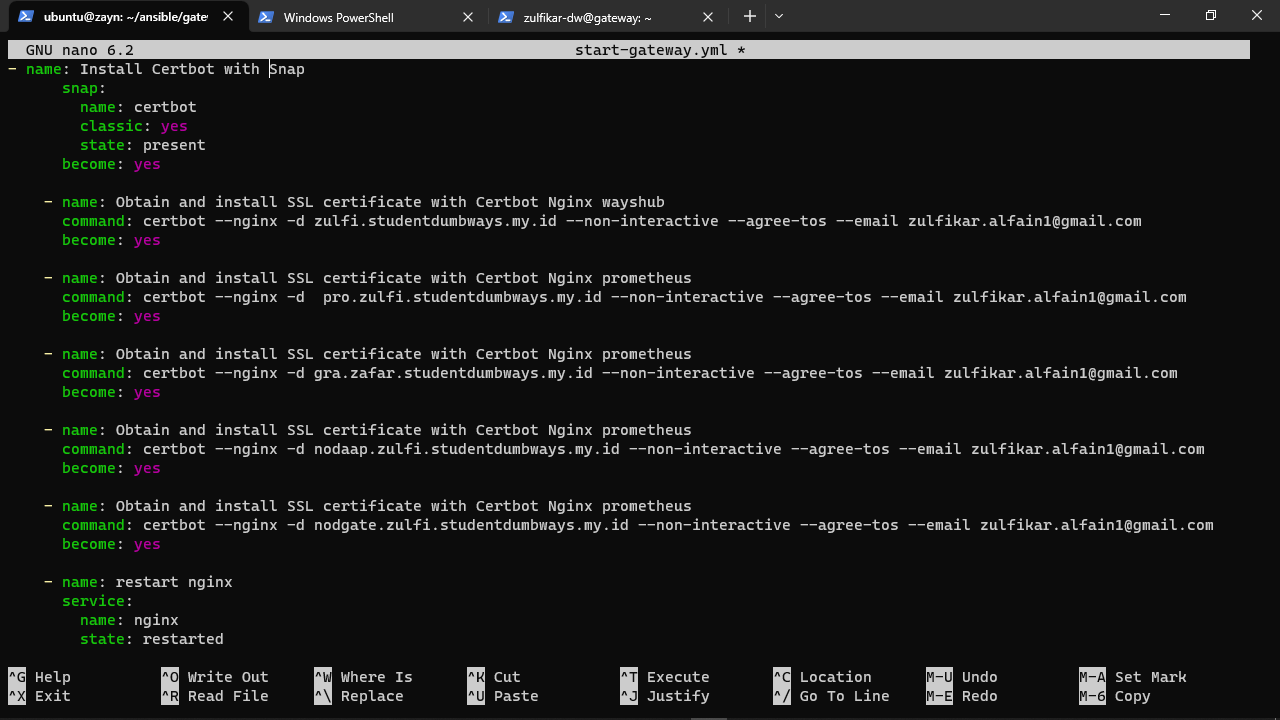 ubuntu@zayn: ~/ansible/gate
Windows PowerShell
zulfikar-dw@gateway: ~
GNU nano 6.2 start-gateway.yml *
- name: Install Certbot with Snap
      snap:
        name: certbot
        classic: yes
        state: present
      become: yes
    - name: Obtain and install SSL certificate with Certbot Nginx wayshub
      command: certbot --nginx -d zulfi.studentdumbways.my.id --non-interactive --agree-tos --email zulfikar.alfain1@gmail.com
      become: yes
    - name: Obtain and install SSL certificate with Certbot Nginx prometheus
      command: certbot --nginx -d  pro.zulfi.studentdumbways.my.id --non-interactive --agree-tos --email zulfikar.alfain1@gmail.com
      become: yes
    - name: Obtain and install SSL certificate with Certbot Nginx prometheus
      command: certbot --nginx -d gra.zafar.studentdumbways.my.id --non-interactive --agree-tos --email zulfikar.alfain1@gmail.com
      become: yes
    - name: Obtain and install SSL certificate with Certbot Nginx prometheus
      command: certbot --nginx -d nodaap.zulfi.studentdumbways.my.id --non-interactive --agree-tos --email zulfikar.alfain1@gmail.com
      become: yes
    - name: Obtain and install SSL certificate with Certbot Nginx prometheus
      command: certbot --nginx -d nodgate.zulfi.studentdumbways.my.id --non-interactive --agree-tos --email zulfikar.alfain1@gmail.com
      become: yes
    - name: restart nginx
      service:
        name: nginx
        state: restarted
^G Help ^O Write Out ^W Where Is ^K Cut ^T Execute ^C Location M-U Undo M-A Set Mark
^X Exit ^R Read File ^\ Replace ^U Paste ^J Justify ^/ Go To Line M-E Redo M-6 Copy